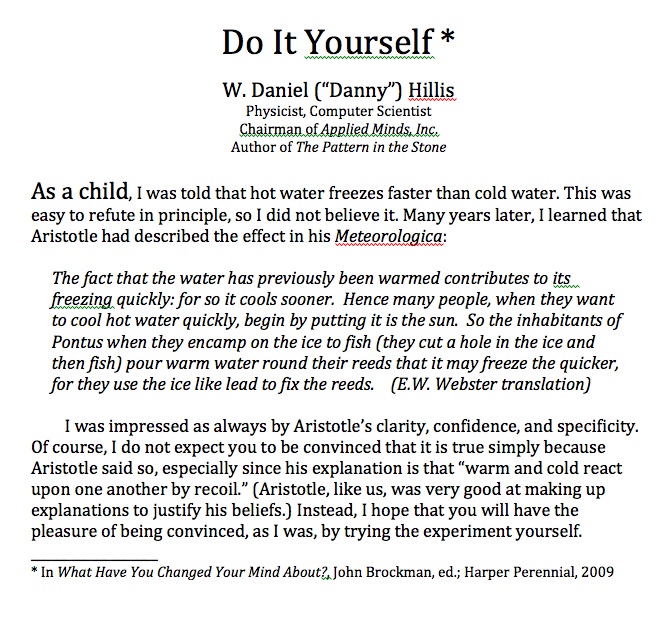 Do It Yourself *
W. Daniel (“Danny”) Hillis
Physicist, Computer Scientist
Chairman of Applied Minds, Inc.
Author of The Pattern in the Stone
As a child, I was told that hot water freezes faster than cold water. This was
easy to refute in principle, so I did not believe it. Many years later, I learned that
Aristotle had described the effect in his Meteorologica:
The fact that the water has previously been warmed contributes to its
freezing quickly: for so it cools sooner. Hence many people, when they want
to cool hot water quickly, begin by putting it is the sun. So the inhabitants of
Pontus when they encamp on the ice to fish (they cut a hole in the ice and
then fish) pour warm water round their reeds that it may freeze the quicker,
for they use the ice like lead to fix the reeds. (E.W. Webster translation)
I was impressed as always by Aristotle’s clarity, confidence, and specificity.
Of course, I do not expect you to be convinced that it is true simply because
Aristotle said so, especially since his explanation is that “warm and cold react
upon one another by recoil.” (Aristotle, like us, was very good at making up
explanations to justify his beliefs.) Instead, I hope that you will have the
pleasure of being convinced, as I was, by trying the experiment yourself.
* In What Have You Changed Your Mind About?, John Brockman, ed.; Harper Perennial, 2009